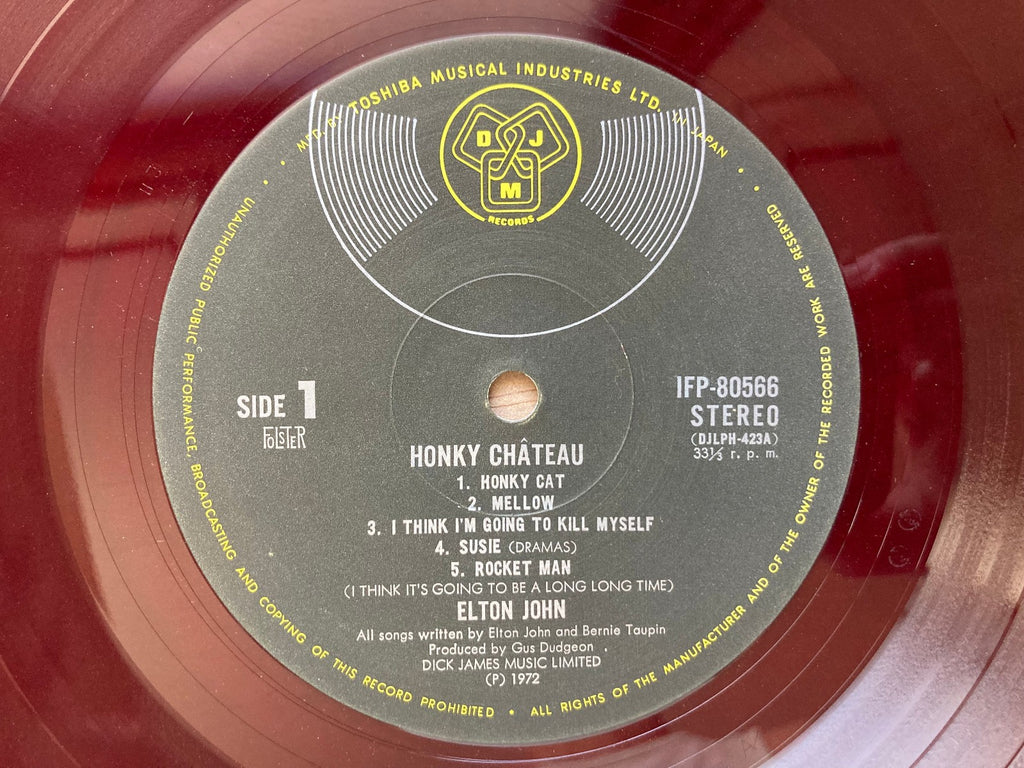 MFD. BY TOSHIBA MUSICAL INDUSTRIES LTD. IN JAPAN
DJM
RECORDS
SIDE 1
FOLSTER
IFP-80566
STEREO
(DJLPH-423A)
33⅓ r. p. m.
HONKY CHÂTEAU
1. HONKY CAT
2. MELLOW
3. I THINK I'M GOING TO KILL MYSELF
4. SUSIE (DRAMAS)
5. ROCKET MAN
(I THINK IT'S GOING TO BE A LONG LONG TIME)
ELTON JOHN
All songs written by Elton John and Bernie Taupin
Produced by Gus Dudgeon
DICK JAMES MUSIC LIMITED
(P) 1972
• UNAUTHORIZED PUBLIC PERFORMANCE, BROADCASTING AND COPYING OF THIS RECORD PROHIBITED • ALL RIGHTS OF THE MANUFACTURER AND OF THE OWNER OF THE RECORDED WORK ARE RESERVED •